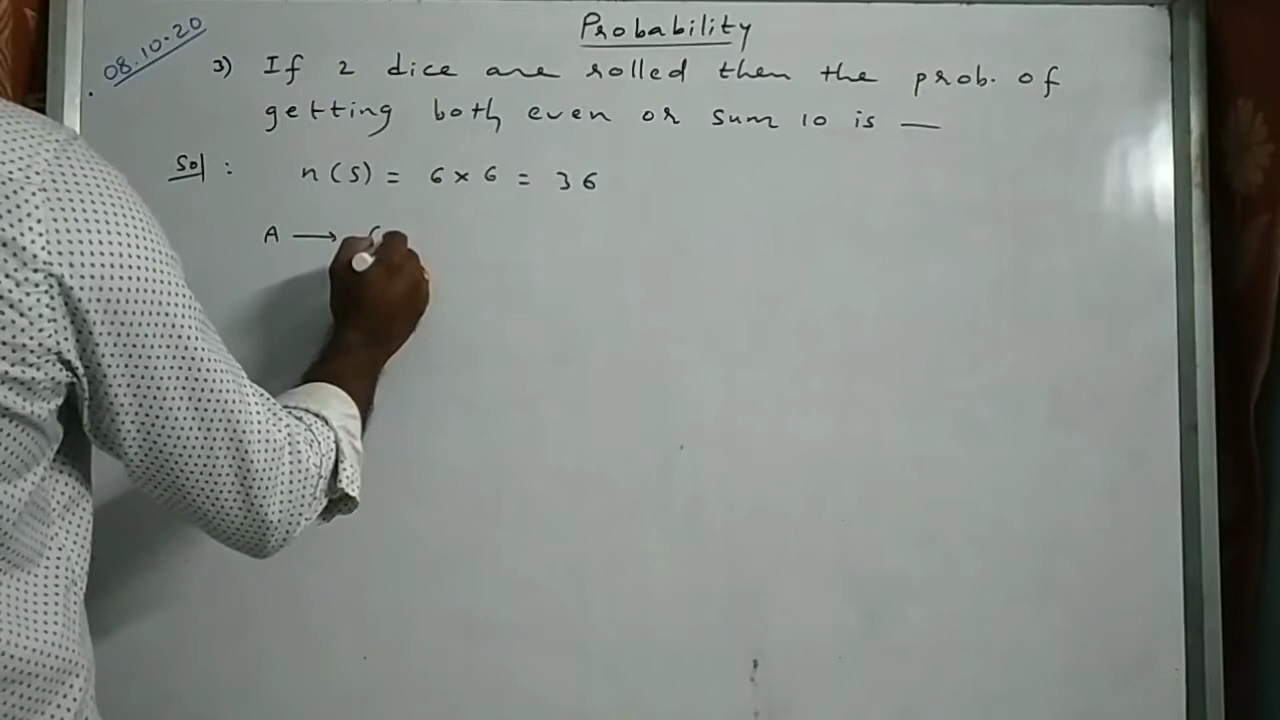 Probability
08.10.20
3) If 2 dice are rolled then the prob. of
getting both even or sum 10 is —
Sol : n(S) = 6 × 6 = 36
A →